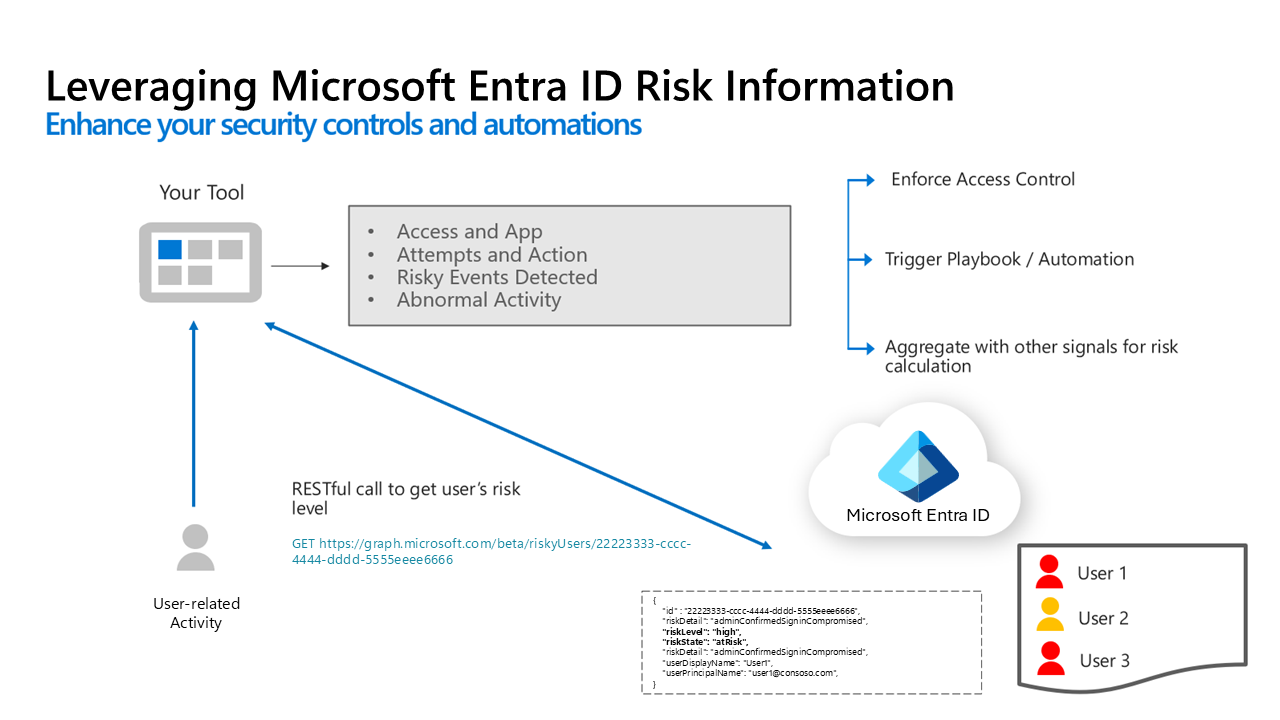 Leveraging Microsoft Entra ID Risk Information
Enhance your security controls and automations
Your Tool
• Access and App
• Attempts and Action
• Risky Events Detected
• Abnormal Activity
Enforce Access Control
Trigger Playbook / Automation
Aggregate with other signals for risk
calculation
Microsoft Entra ID
RESTful call to get user’s risk
level
GET https://graph.microsoft.com/beta/riskyUsers/22223333-cccc-
4444-dddd-5555eeee6666
User-related
Activity
{
"id" : "22223333-cccc-4444-dddd-5555eeee6666",
"riskDetail": "adminConfirmedSigninCompromised",
"riskLevel": "high",
"riskState": "atRisk",
"riskDetail": "adminConfirmedSigninCompromised",
"userDisplayName": "User1",
"userPrincipalName": "user1@consoso.com",
}
User 1
User 2
User 3